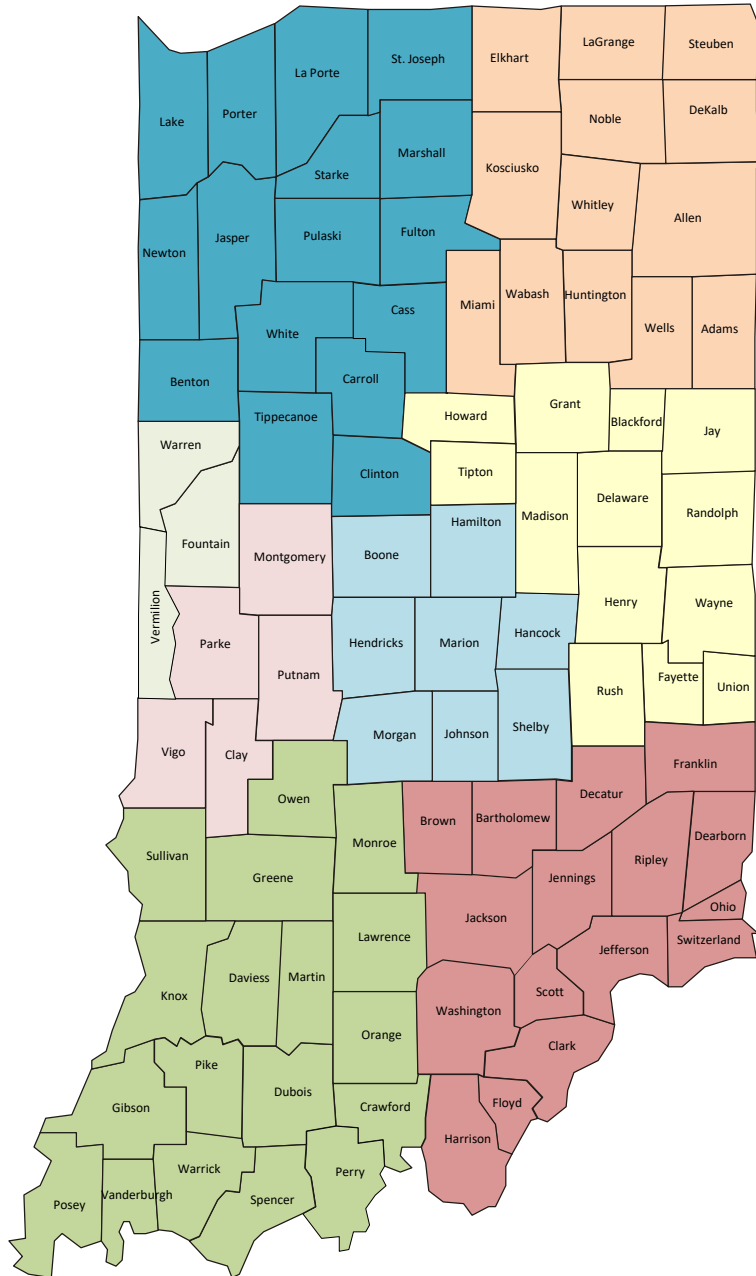 LaGrange
Steuben
St. Joseph
Elkhart
La Porte
DeKalb
Porter
Lake
Noble
Marshall
Kosciusko
Starke
Whitley
Allen
Fulton
Jasper
Pulaski
Newton
Huntington
Wabash
Miami
Cass
White
Wells
Adams
Carroll
Benton
Grant
Howard
Tippecanoe
Blackford
Jay
Warren
Clinton
Tipton
Delaware
Randolph
Madison
Hamilton
Fountain
Boone
Montgomery
Henry
Wayne
Vermilion
Hancock
Parke
Hendricks
Marion
Putnam
Fayette
Union
Rush
Shelby
Morgan
Johnson
Vigo
Clay
Franklin
Owen
Decatur
Brown
Bartholomew
Dearborn
Monroe
Sullivan
Ripley
Greene
Jennings
Ohio
Jackson
Lawrence
Switzerland
Jefferson
Daviess
Martin
Scott
Knox
Washington
Orange
Clark
Pike
Dubois
Floyd
Gibson
Crawford
Harrison
Warrick
Perry
Vanderburgh
Spencer
Posey